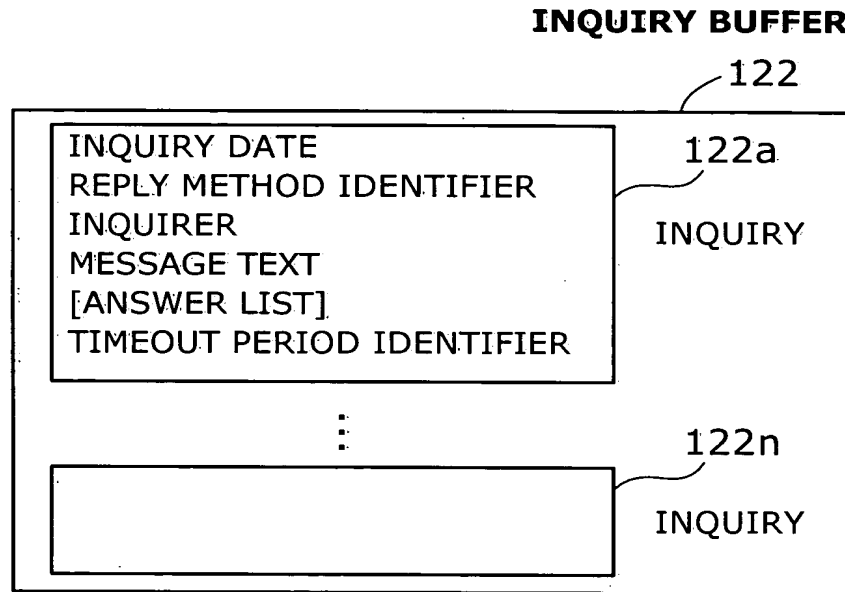 INQUIRY BUFFER
122
INQUIRY DATE
REPLY METHOD IDENTIFIER
INQUIRER
MESSAGE TEXT
[ANSWER LIST]
TIMEOUT PERIOD IDENTIFIER
122a
INQUIRY
122n
INQUIRY